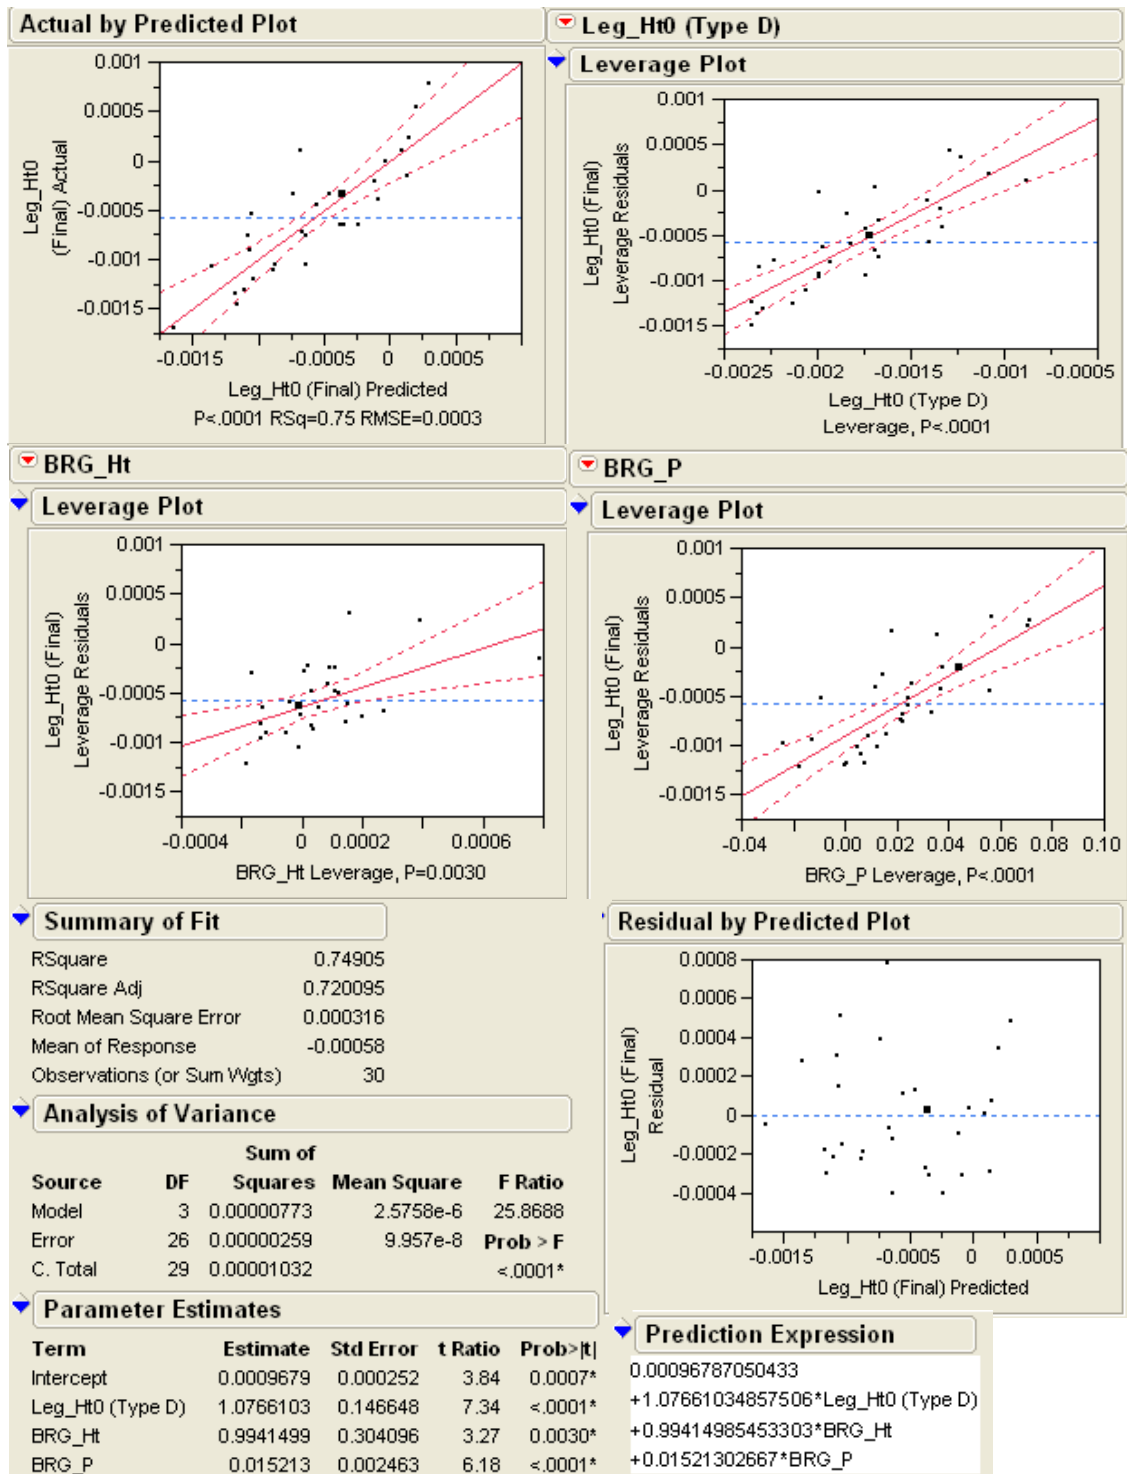 Actual by Predicted Plot
0.001
0.0005
0
-0.0005
-0.001
-0.0015
Leg_Ht0
(Final) Actual
-0.0015 -0.0005 0 0.0005
Leg_Ht0 (Final) Predicted
P<.0001 RSq=0.75 RMSE=0.0003
Leg_Ht0 (Type D)
Leverage Plot
0.001
0.0005
0
-0.0005
-0.001
-0.0015
Leg_Ht0 (Final)
Leverage Residuals
-0.0025 -0.002 -0.0015 -0.001 -0.0005
Leg_Ht0 (Type D)
Leverage, P<.0001
BRG_Ht
Leverage Plot
0.001
0.0005
0
-0.0005
-0.001
-0.0015
Leg_Ht0 (Final)
Leverage Residuals
-0.0004 0 0.0002 0.0006
BRG_Ht Leverage, P=0.0030
BRG_P
Leverage Plot
0.001
0.0005
0
-0.0005
-0.001
-0.0015
Leg_Ht0 (Final)
Leverage Residuals
-0.04 0.00 0.02 0.04 0.06 0.08 0.10
BRG_P Leverage, P<.0001
Summary of Fit
RSquare 0.74905
RSquare Adj 0.720095
Root Mean Square Error 0.000316
Mean of Response -0.00058
Observations (or Sum Wgts) 30
Residual by Predicted Plot
0.0008
0.0006
0.0004
0.0002
0
-0.0002
-0.0004
Leg_Ht0 (Final)
Residual
-0.0015 -0.0005 0 0.0005
Leg_Ht0 (Final) Predicted
Analysis of Variance
Sum of
Source DF Squares Mean Square F Ratio
Model 3 0.00000773 2.5758e-6 25.8688
Error 26 0.00000259 9.957e-8 Prob > F
C. Total 29 0.00001032 <.0001*
Parameter Estimates
Term Estimate Std Error t Ratio Prob>|t|
Intercept 0.0009679 0.000252 3.84 0.0007*
Leg_Ht0 (Type D) 1.0766103 0.146648 7.34 <.0001*
BRG_Ht 0.9941499 0.304096 3.27 0.0030*
BRG_P 0.015213 0.002463 6.18 <.0001*
Prediction Expression
0.00096787050433
+1.07661034857506*Leg_Ht0 (Type D)
+0.99414985453303*BRG_Ht
+0.01521302667*BRG_P